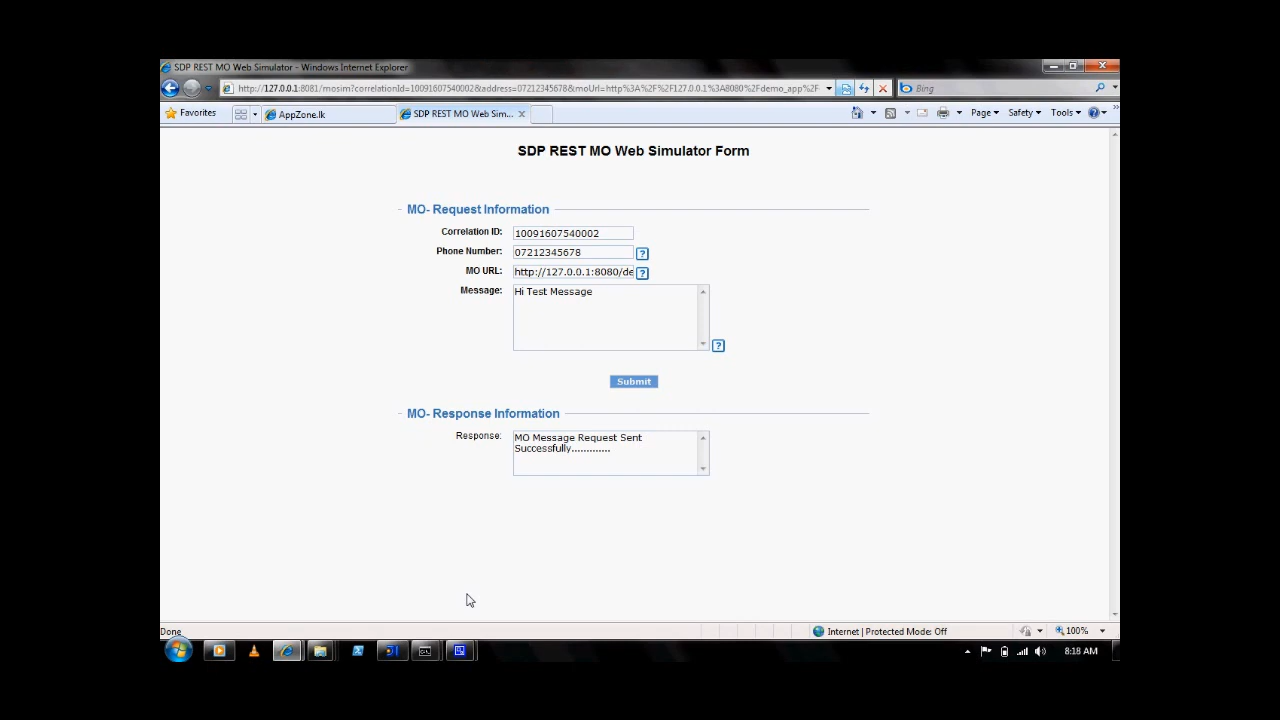 SDP REST MO Web Simulator - Windows Internet Explorer
http://127.0.0.1:8081/mosim?correlationId=10091607540002&address=07212345678&moUrl=http%3A%2F%2F127.0.0.1%3A8080%2Fdemo_app%2F
Bing
Favorites
AppZone.lk
SDP REST MO Web Sim...
Page
Safety
Tools
SDP REST MO Web Simulator Form
MO- Request Information
Correlation ID: 10091607540002
Phone Number: 07212345678 ?
MO URL: http://127.0.0.1:8080/de ?
Message: Hi Test Message
?
Submit
MO- Response Information
Response: MO Message Request Sent
Successfully.............
Done
Internet | Protected Mode: Off
100%
8:18 AM